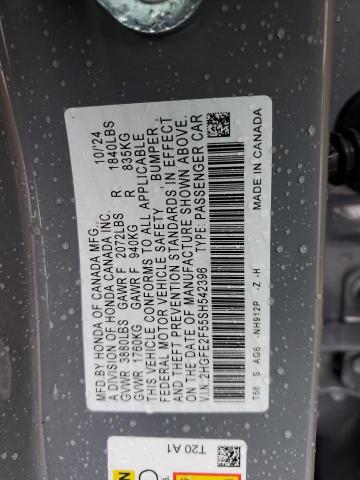 MFD. BY HONDA OF CANADA MFG. 10/'24
A DIVISION OF HONDA CANADA INC.
GVWR 3880LBS GAWR F 2072LBS R 1840LBS
GVWR 1760KG GAWR F 940KG R 835KG
THIS VEHICLE CONFORMS TO ALL APPLICABLE
FEDERAL MOTOR VEHICLE SAFETY, BUMPER,
AND THEFT PREVENTION STANDARDS IN EFFECT
ON THE DATE OF MANUFACTURE SHOWN ABOVE.
V.I.N.: 2HGFE2F55SH542396 TYPE: PASSENGER CAR
T56 S AG6 -NH912P -Z -H MADE IN CANADA
T20 A1